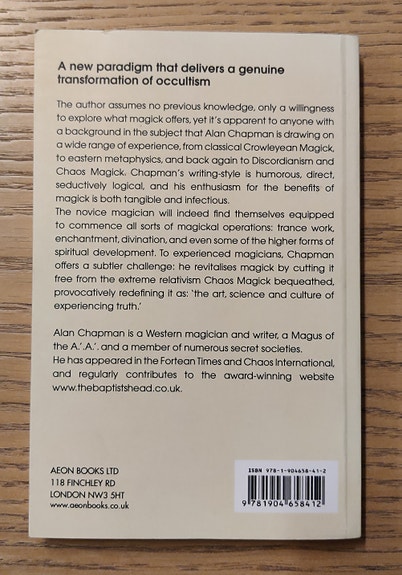 A new paradigm that delivers a genuine
transformation of occultism
The author assumes no previous knowledge, only a willingness
to explore what magick offers, yet it's apparent to anyone with
a background in the subject that Alan Chapman is drawing on
a wide range of experience, from classical Crowleyean Magick,
to eastern metaphysics, and back again to Discordianism and
Chaos Magick. Chapman's writing-style is humorous, direct,
seductively logical, and his enthusiasm for the benefits of
magick is both tangible and infectious.
The novice magician will indeed find themselves equipped
to commence all sorts of magickal operations: trance work,
enchantment, divination, and even some of the higher forms of
spiritual development. To experienced magicians, Chapman
offers a subtler challenge: he revitalises magick by cutting it
free from the extreme relativism Chaos Magick bequeathed,
provocatively redefining it as: 'the art, science and culture of
experiencing truth.'
Alan Chapman is a Western magician and writer, a Magus of
the A.'.A.'. and a member of numerous secret societies.
He has appeared in the Fortean Times and Chaos International,
and regularly contributes to the award-winning website
www.thebaptistshead.co.uk.
AEON BOOKS LTD
118 FINCHLEY RD
LONDON NW3 5HT
www.aeonbooks.co.uk
ISBN 978-1-904658-41-2
9 781904 658412